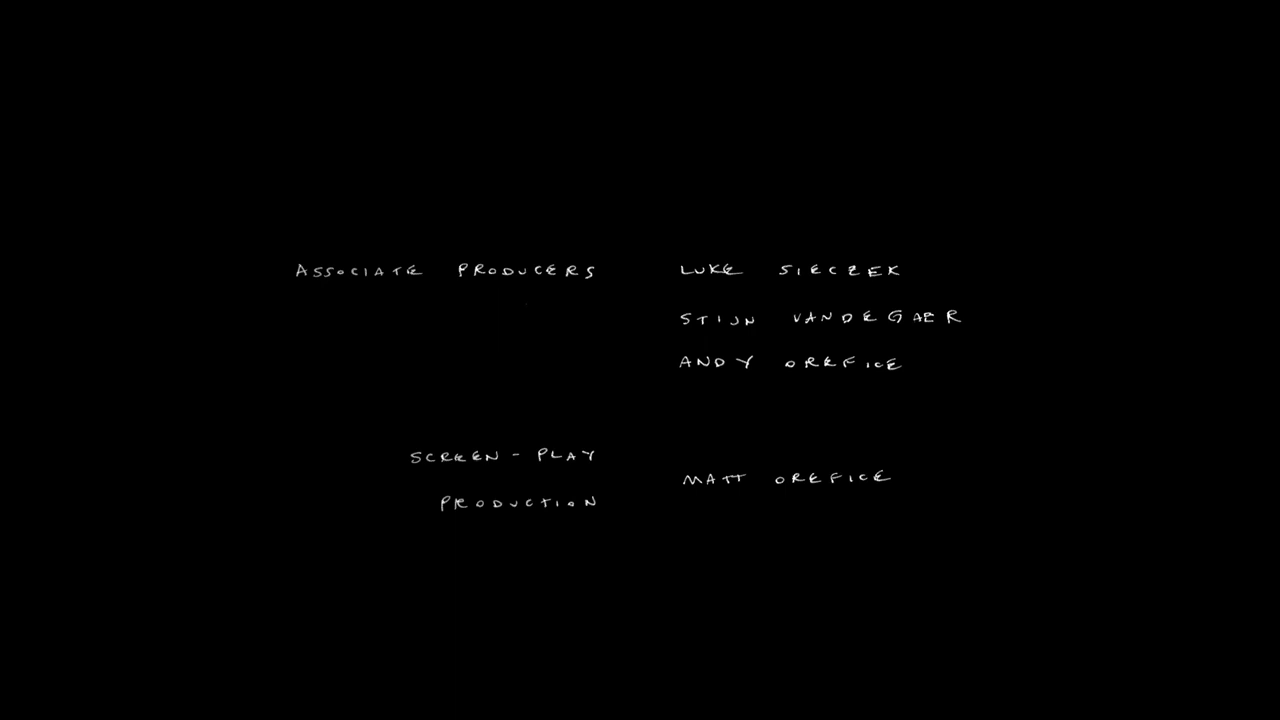 ASSOCIATE PRODUCERS LUKE SIECZEK
STIJN VANDEGAER
ANDY OREFICE
SCREEN-PLAY
MATT OREFICE
PRODUCTION